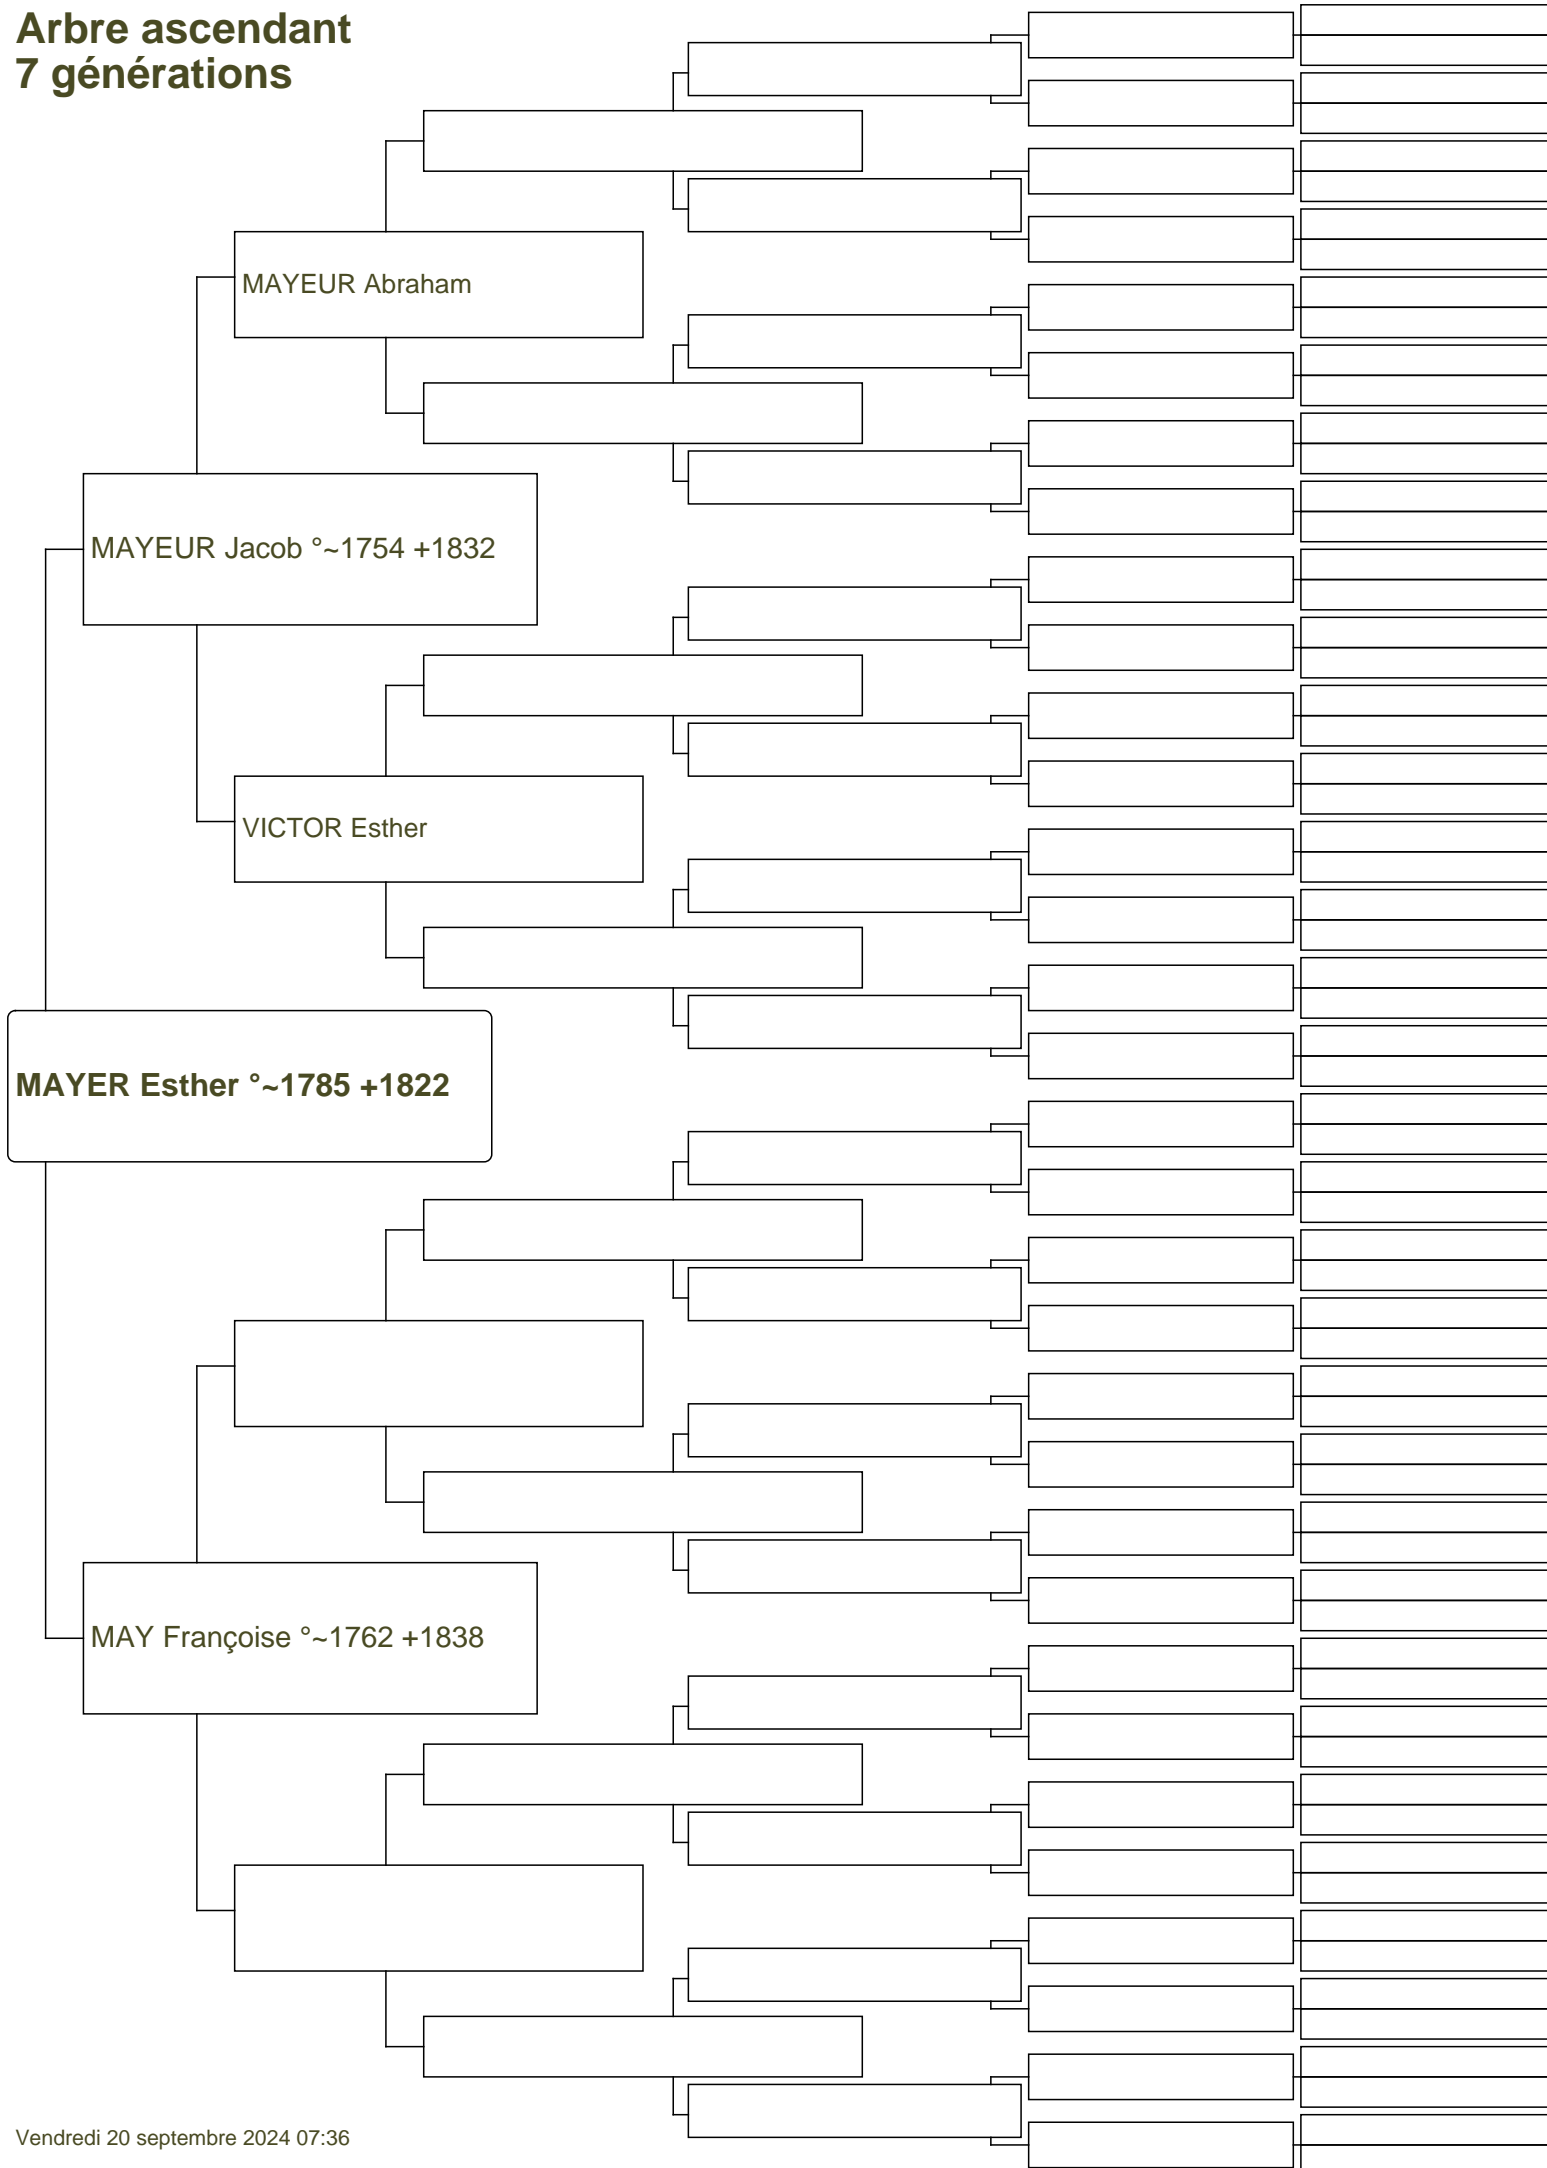 Arbre ascendant
7 générations
MAYEUR Abraham
MAYEUR Jacob °~1754 +1832
VICTOR Esther
MAYER Esther °~1785 +1822
MAY Françoise °~1762 +1838
Vendredi 20 septembre 2024 07:36